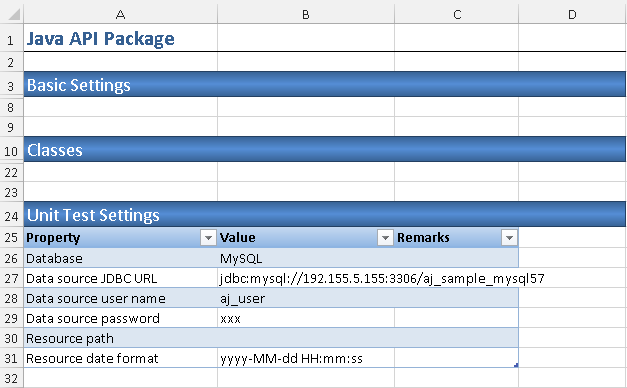 A B C D
1 Java API Package
2
3 Basic Settings
8
9
10 Classes
22
23
24 Unit Test Settings
25 Property Value Remarks
26 Database MySQL
27 Data source JDBC URL jdbc:mysql://192.155.5.155:3306/aj_sample_mysql57
28 Data source user name aj_user
29 Data source password xxx
30 Resource path
31 Resource date format yyyy-MM-dd HH:mm:ss
32